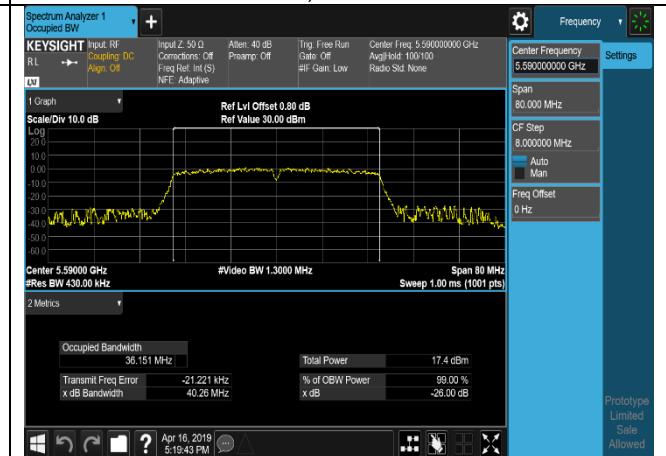 Spectrum Analyzer 1
Occupied BW
Frequency
KEYSIGHT
RL
Input: RF
Coupling: DC
Align: Off
Input Z: 50 Ω
Corrections: Off
Freq Ref: Int (S)
NFE: Adaptive
Atten: 40 dB
Preamp: Off
Trig: Free Run
Gate: Off
#IF Gain: Low
Center Freq: 5.590000000 GHz
Avg|Hold: 100/100
Radio Std: None
Center Frequency
5.590000000 GHz
Settings
Span
80.000 MHz
CF Step
8.000000 MHz
Auto
Man
Freq Offset
0 Hz
1 Graph
Scale/Div 10.0 dB
Ref Lvl Offset 0.80 dB
Ref Value 30.00 dBm
Log
20.0
10.0
0.00
-10.0
-20.0
-30.0
-40.0
-50.0
-60.0
Center 5.59000 GHz
#Video BW 1.3000 MHz
Span 80 MHz
#Res BW 430.00 kHz
Sweep 1.00 ms (1001 pts)
2 Metrics
Occupied Bandwidth
36.151 MHz
Total Power 17.4 dBm
Transmit Freq Error -21.221 kHz
% of OBW Power 99.00 %
x dB Bandwidth 40.26 MHz
x dB -26.00 dB
Prototype
Limited
Sale
Allowed
?
Apr 16, 2019
5:19:43 PM